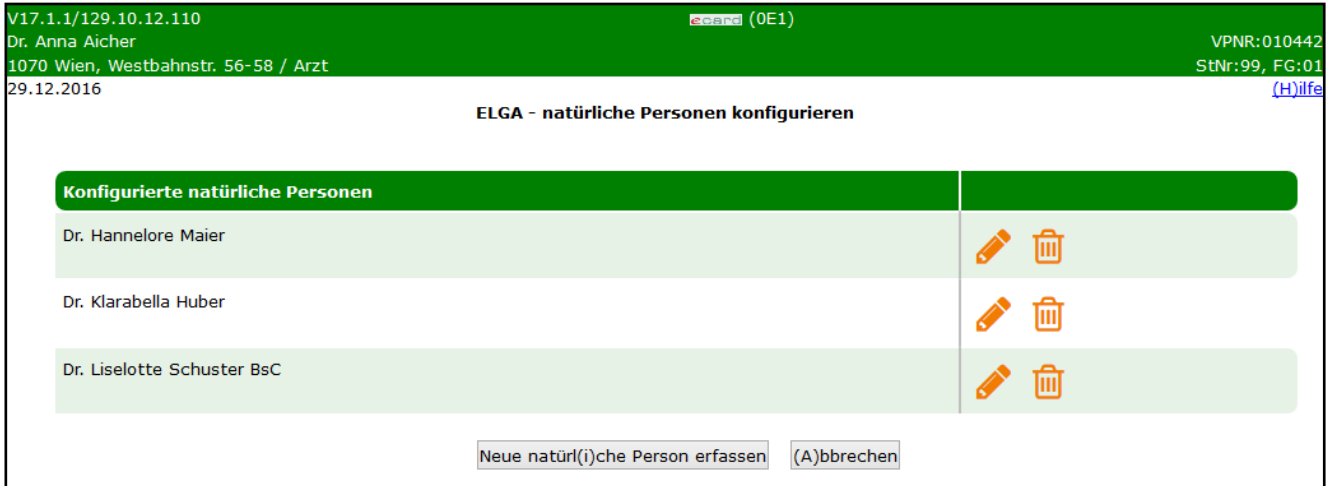 V17.1.1/129.10.12.110 ecard (0E1)
Dr. Anna Aicher VPNR:010442
1070 Wien, Westbahnstr. 56-58 / Arzt StNr:99, FG:01
29.12.2016 (H)ilfe
ELGA - natürliche Personen konfigurieren
Konfigurierte natürliche Personen
Dr. Hannelore Maier
Dr. Klarabella Huber
Dr. Liselotte Schuster BsC
Neue natürl(i)che Person erfassen (A)bbrechen